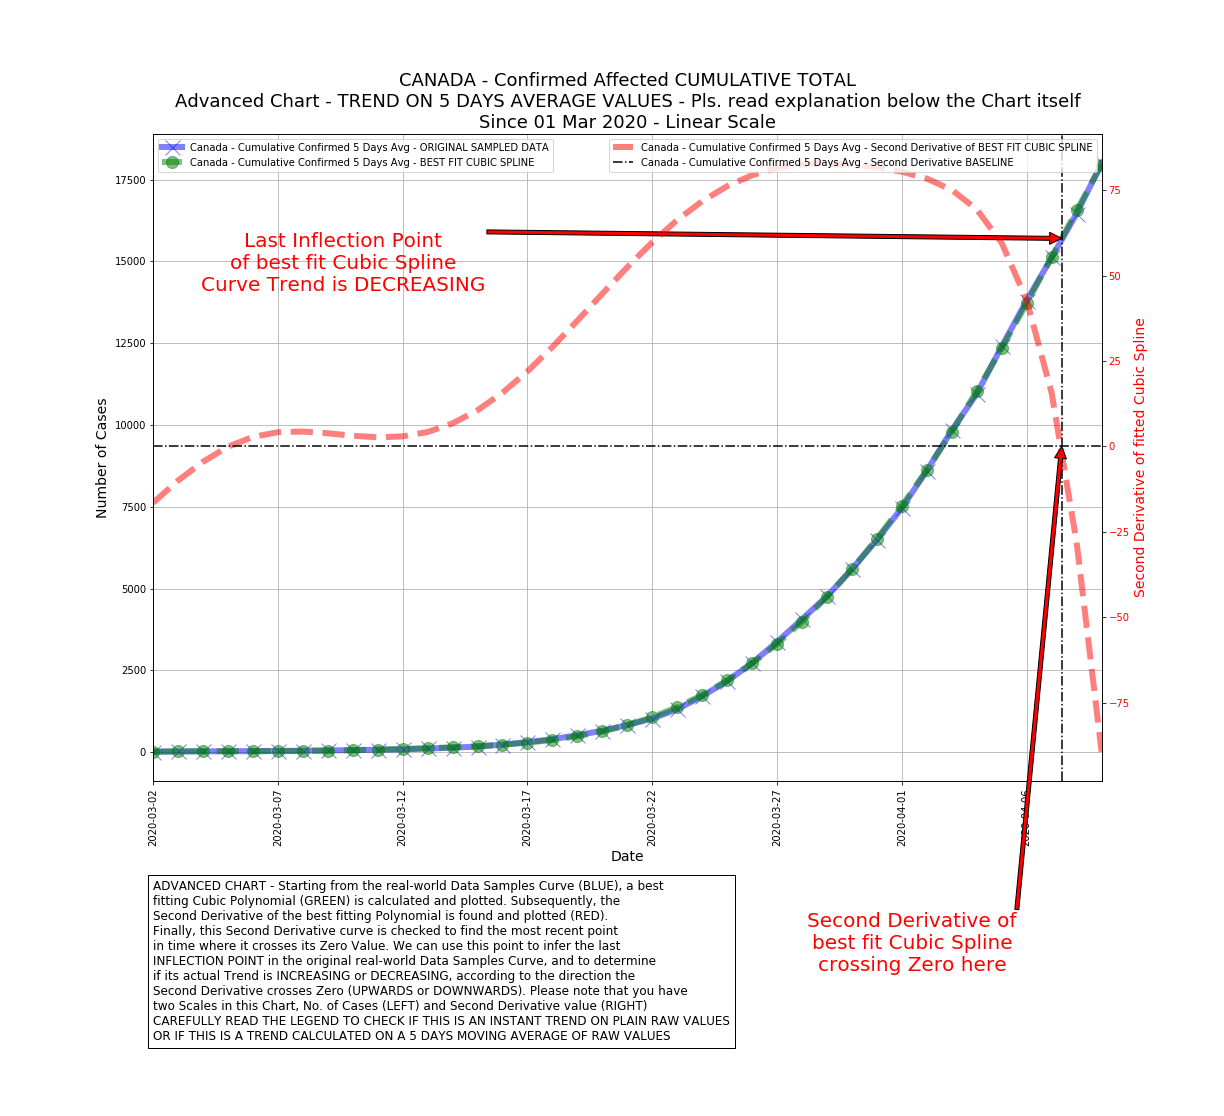 CANADA - Confirmed Affected CUMULATIVE TOTAL
Advanced Chart - TREND ON 5 DAYS AVERAGE VALUES - Pls. read explanation below the Chart itself
Since 01 Mar 2020 - Linear Scale
Canada - Cumulative Confirmed 5 Days Avg - ORIGINAL SAMPLED DATA
Canada - Cumulative Confirmed 5 Days Avg - BEST FIT CUBIC SPLINE
Canada - Cumulative Confirmed 5 Days Avg - Second Derivative of BEST FIT CUBIC SPLINE
Canada - Cumulative Confirmed 5 Days Avg - Second Derivative BASELINE
Last Inflection Point
of best fit Cubic Spline
Curve Trend is DECREASING
Number of Cases
17500
15000
12500
10000
7500
5000
2500
0
75
50
25
0
−25
−50
−75
Second Derivative of fitted Cubic Spline
2020-03-02
2020-03-07
2020-03-12
2020-03-17
2020-03-22
2020-03-27
2020-04-01
2020-04-06
Date
ADVANCED CHART - Starting from the real-world Data Samples Curve (BLUE), a best
fitting Cubic Polynomial (GREEN) is calculated and plotted. Subsequently, the
Second Derivative of the best fitting Polynomial is found and plotted (RED).
Finally, this Second Derivative curve is checked to find the most recent point
in time where it crosses its Zero Value. We can use this point to infer the last
INFLECTION POINT in the original real-world Data Samples Curve, and to determine
if its actual Trend is INCREASING or DECREASING, according to the direction the
Second Derivative crosses Zero (UPWARDS or DOWNWARDS). Please note that you have
two Scales in this Chart, No. of Cases (LEFT) and Second Derivative value (RIGHT)
CAREFULLY READ THE LEGEND TO CHECK IF THIS IS AN INSTANT TREND ON PLAIN RAW VALUES
OR IF THIS IS A TREND CALCULATED ON A 5 DAYS MOVING AVERAGE OF RAW VALUES
Second Derivative of
best fit Cubic Spline
crossing Zero here